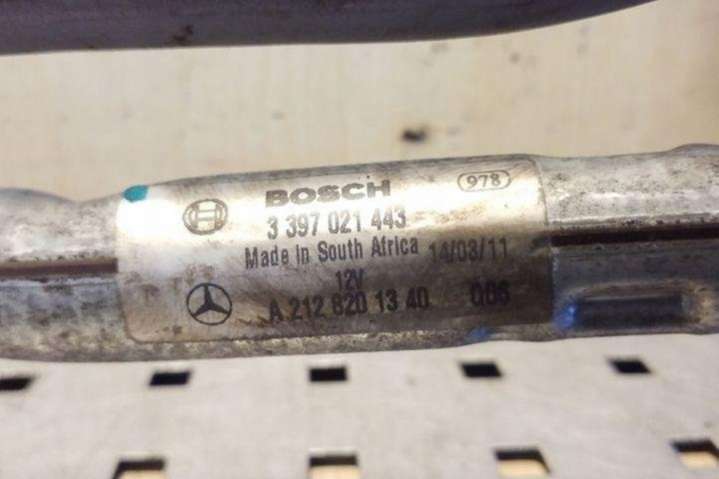 BOSCH 978
3 397 021 443
Made in South Africa 14/03/11
12V
A 212 820 13 40 006